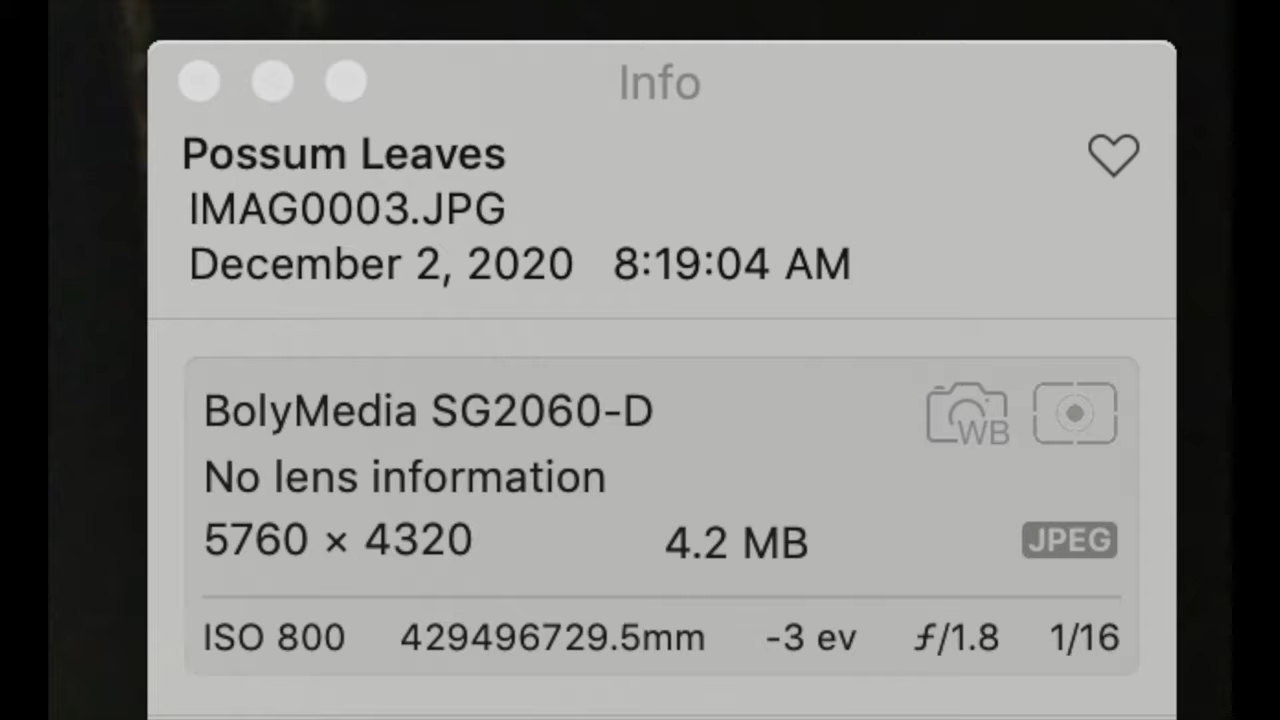 Info
Possum Leaves
IMAG0003.JPG
December 2, 2020 8:19:04 AM
BolyMedia SG2060-D
WB
No lens information
5760 × 4320 4.2 MB JPEG
ISO 800 429496729.5mm -3 ev ƒ/1.8 1/16